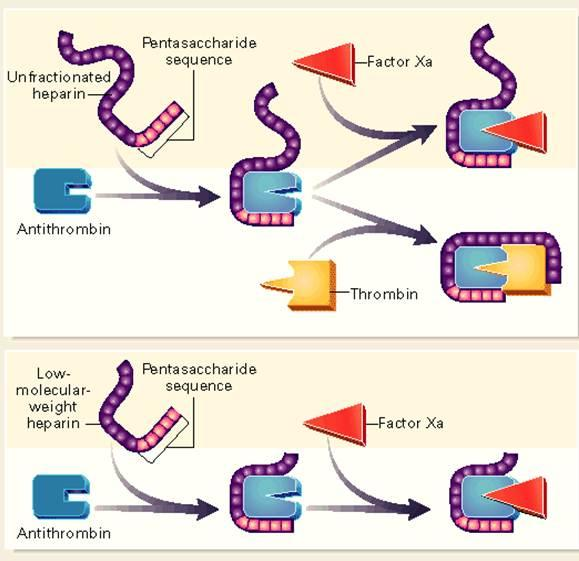 Pentasaccharide
sequence
Factor Xa
Unfractionated
heparin
Antithrombin
Thrombin
Low-
molecular-
weight
heparin
Pentasaccharide
sequence
Factor Xa
Antithrombin